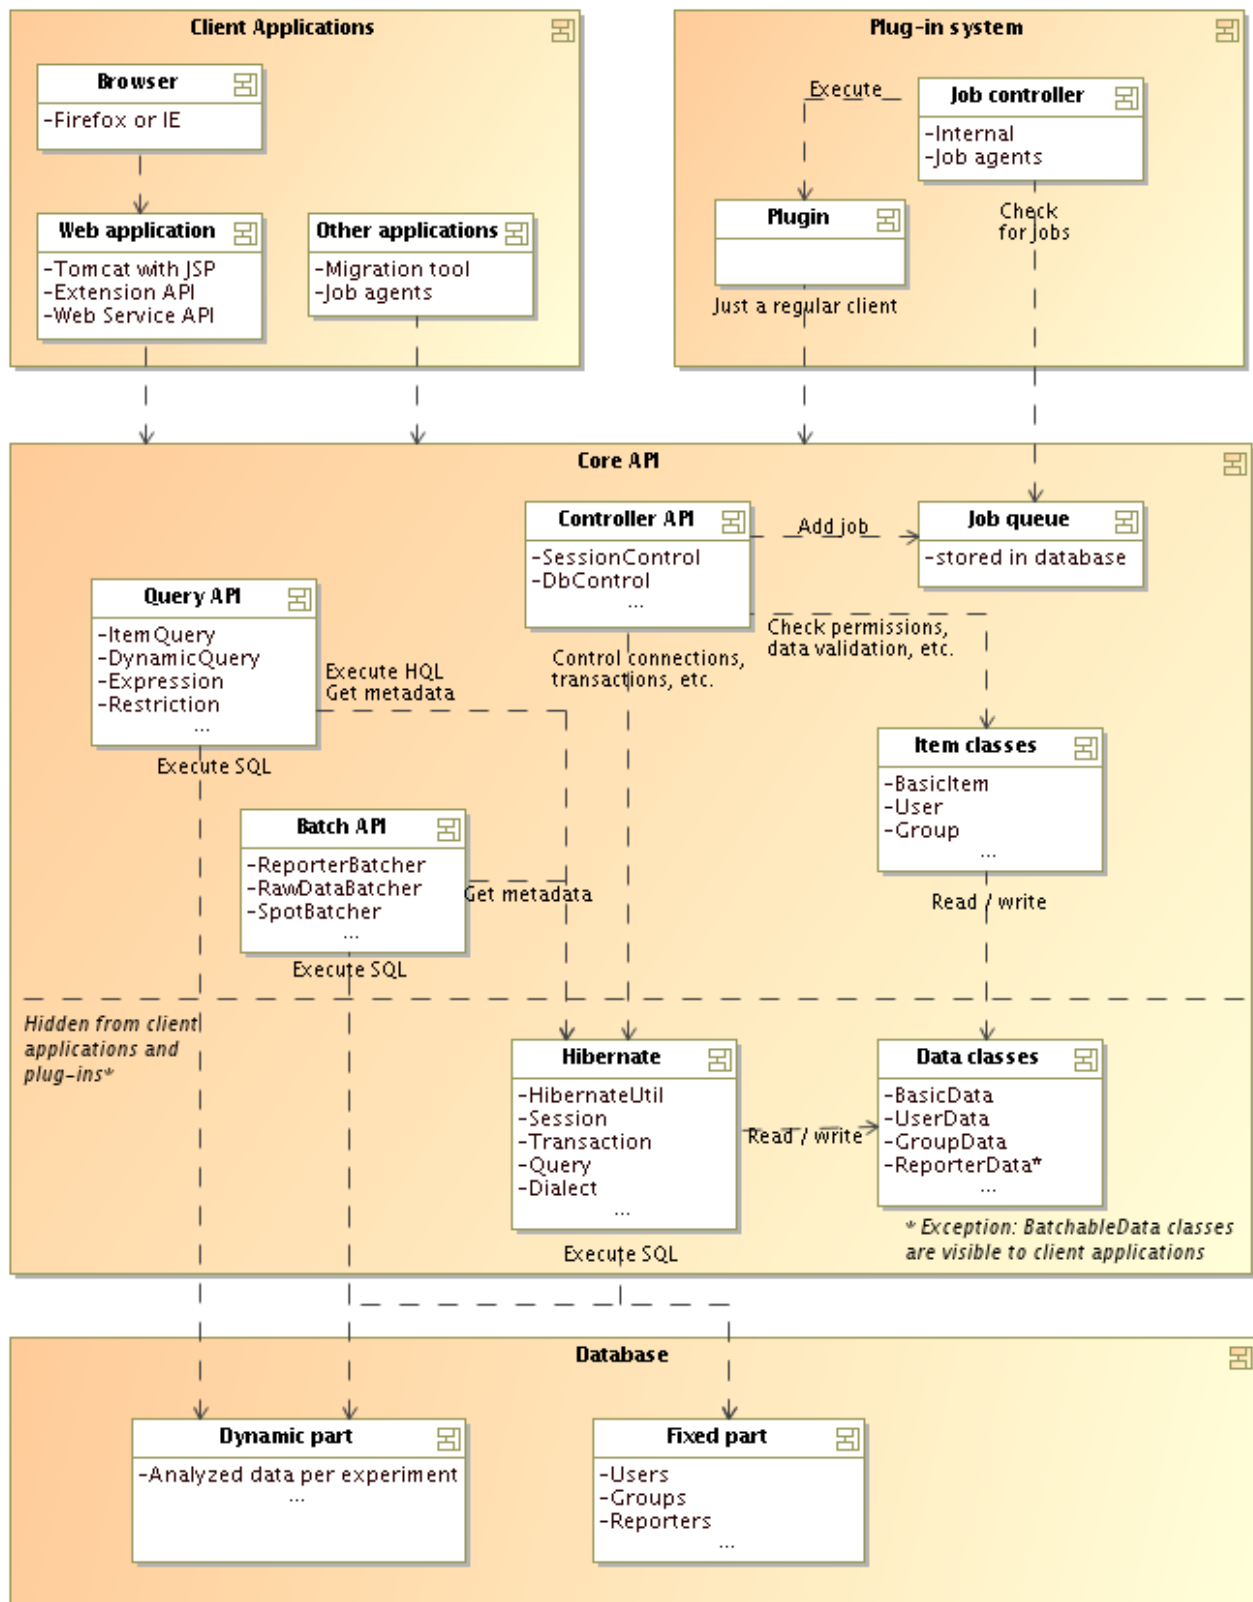 Client Applications
Browser
-Firefox or IE
Web application
-Tomcat with JSP
-Extension API
-Web Service API
Other applications
-Migration tool
-Job agents
Plug-in system
Execute
Job controller
-Internal
-Job agents
Plugin
Just a regular client
Check
for jobs
Core API
Controller API
-SessionControl
-DbControl
...
Add job
Job queue
-stored in database
Query API
-ItemQuery
-DynamicQuery
-Expression
-Restriction
...
Execute HQL
Get metadata
Execute SQL
Control connections,
transactions, etc.
Check permissions,
data validation, etc.
Item classes
-BasicItem
-User
-Group
...
Read / write
Batch API
-ReporterBatcher
-RawDataBatcher
-SpotBatcher
...
Get metadata
Execute SQL
Hidden from client
applications and
plug-ins*
Hibernate
-HibernateUtil
-Session
-Transaction
-Query
-Dialect
...
Execute SQL
Read / write
Data classes
-BasicData
-UserData
-GroupData
-ReporterData*
...
* Exception: BatchableData classes
are visible to client applications
Database
Dynamic part
-Analyzed data per experiment
...
Fixed part
-Users
-Groups
-Reporters
...